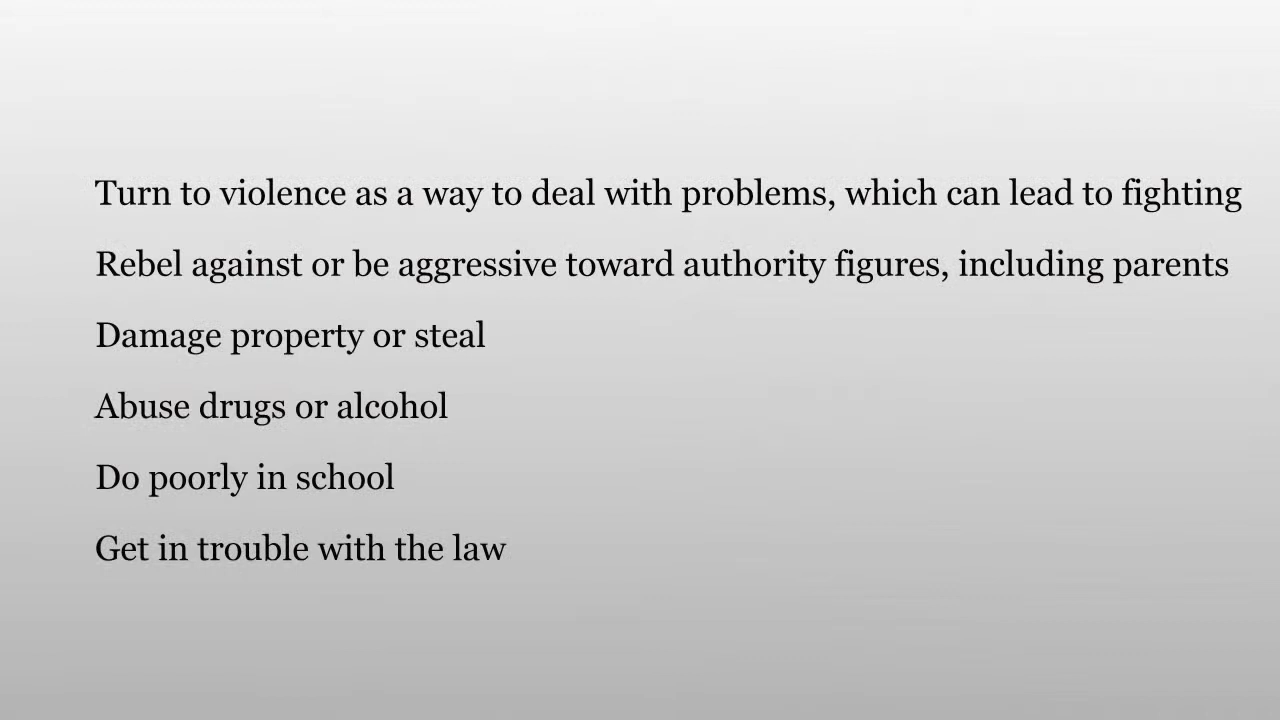 Turn to violence as a way to deal with problems, which can lead to fighting
Rebel against or be aggressive toward authority figures, including parents
Damage property or steal
Abuse drugs or alcohol
Do poorly in school
Get in trouble with the law